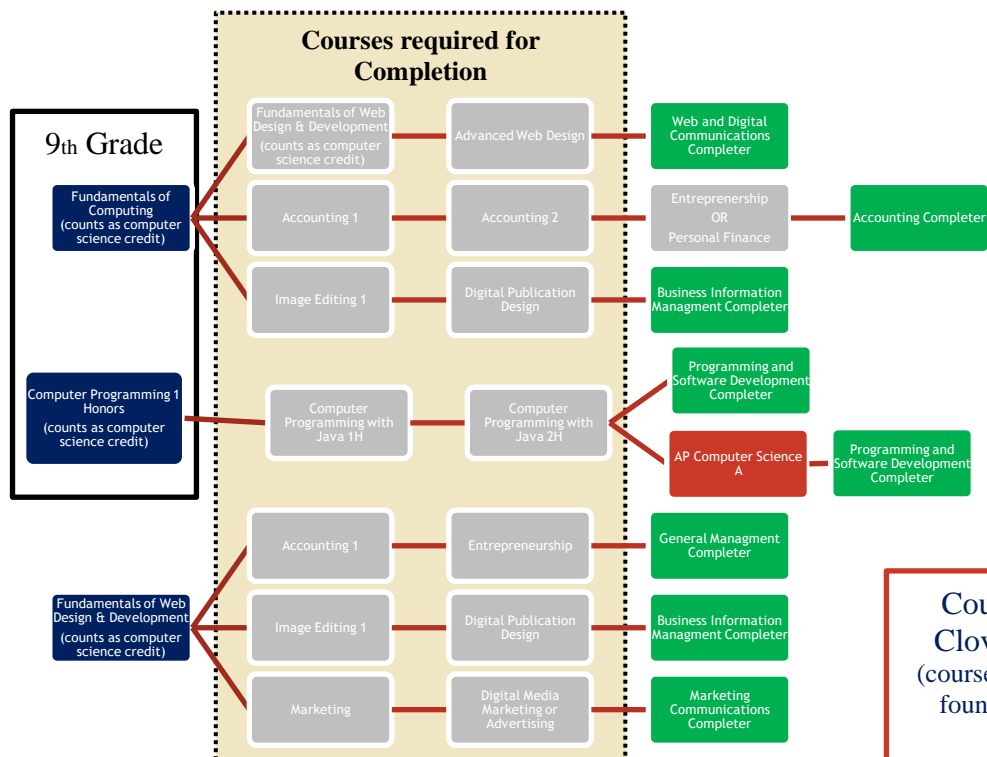 Courses required for
Completion
9th Grade
Fundamentals of
Computing
(counts as computer
science credit)
Fundamentals of Web
Design & Development
(counts as computer
science credit)
Advanced Web Design
Web and Digital
Communications
Completer
Accounting 1
Accounting 2
Entreprenership
OR
Personal Finance
Accounting Completer
Image Editing 1
Digital Publication
Design
Business Information
Managment Completer
Computer Programming 1
Honors
(counts as computer
science credit)
Computer
Programming with
Java 1H
Computer
Programming with
Java 2H
Programming and
Software Development
Completer
AP Computer Science
A
Programming and
Software Development
Completer
Fundamentals of Web
Design & Development
(counts as computer
science credit)
Accounting 1
Entrepreneurship
General Managment
Completer
Image Editing 1
Digital Publication
Design
Business Information
Managment Completer
Marketing
Digital Media
Marketing or
Advertising
Marketing
Communications
Completer
Cou
Clov
(course
foun